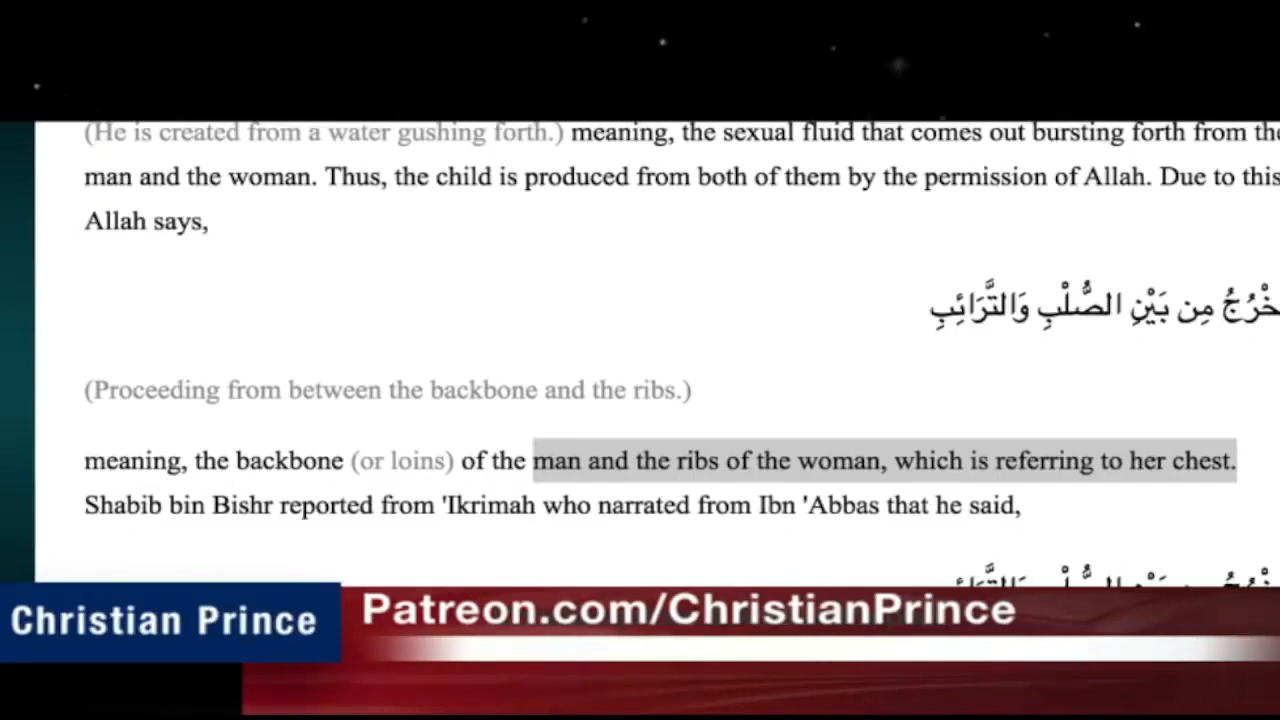 (He is created from a water gushing forth.) meaning, the sexual fluid that comes out bursting forth from the
man and the woman. Thus, the child is produced from both of them by the permission of Allah. Due to this
Allah says,
مِن بَيْنِ الصُّلْبِ وَالتَّرَائِبِ
(Proceeding from between the backbone and the ribs.)
meaning, the backbone (or loins) of the man and the ribs of the woman, which is referring to her chest.
Shabib bin Bishr reported from 'Ikrimah who narrated from Ibn 'Abbas that he said,
Christian Prince
Patreon.com/ChristianPrince